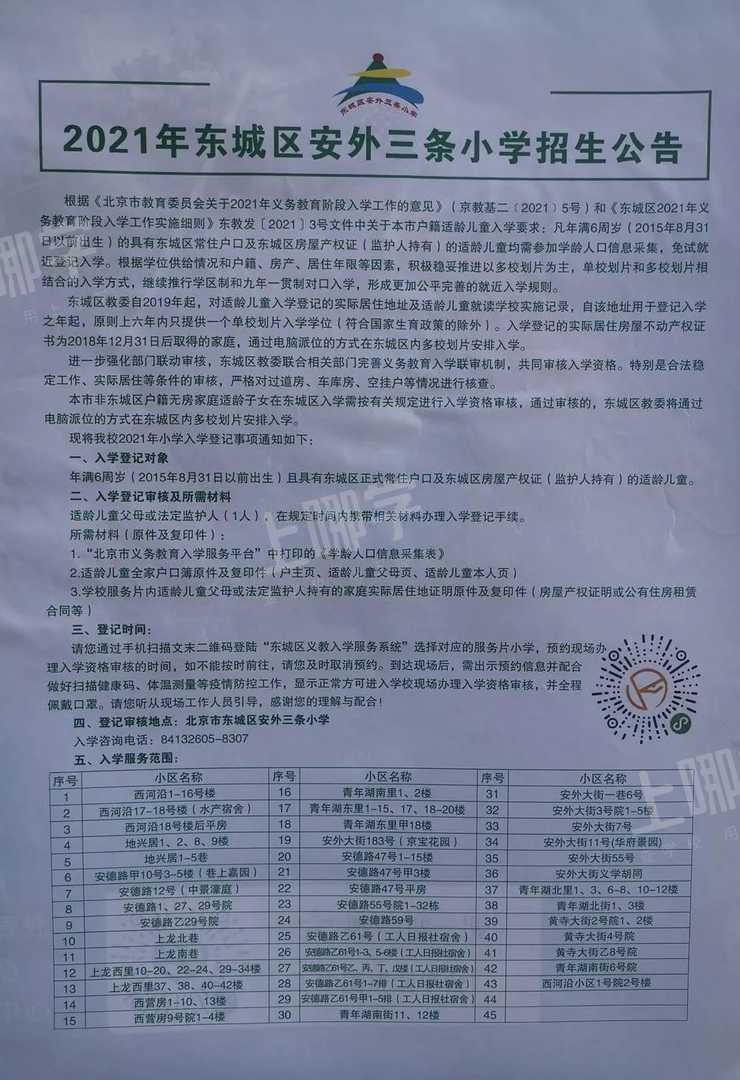 东城区安外三条小学
2021年东城区安外三条小学招生公告
根据《北京市教育委员会关于2021年义务教育阶段入学工作的意见》（京教基二〔2021〕5号）和《东城区2021年义
务教育阶段入学工作实施细则》东教发〔2021〕3号文件中关于本市户籍适龄儿童入学要求：凡年满6周岁（2015年8月31
日以前出生）的具有东城区常住户口及东城区房屋产权证（监护人持有）的适龄儿童均需参加学龄人口信息采集，免试就
近登记入学。根据学位供给情况和户籍、房产、居住年限等因素，积极稳妥推进以多校划片为主，单校划片和多校划片相
结合的入学方式，继续推行学区制和九年一贯制对口入学，形成更加公平完善的就近入学规则。
东城区教委自2019年起，对适龄儿童入学登记的实际居住地址及适龄儿童就读学校实施记录，自该地址用于登记入学
之年起，原则上六年内只提供一个单校划片入学学位（符合国家生育政策的除外）。入学登记的实际居住房屋不动产权证
书为2018年12月31日后取得的家庭，通过电脑派位的方式在东城区内多校划片安排入学。
进一步强化部门联动审核，东城区教委联合相关部门完善义务教育入学联审机制，共同审核入学资格。特别是合法稳
定工作、实际居住等条件的审核，严格对过道房、车库房、空挂户等情况进行核查。
本市非东城区户籍无房家庭适龄子女在东城区入学需按有关规定进行入学资格审核，通过审核的，东城区教委将通过
电脑派位的方式在东城区内多校划片安排入学。
现将我校2021年小学入学登记事项通知如下：
一、入学登记对象
年满6周岁（2015年8月31日以前出生）且具有东城区正式常住户口及东城区房屋产权证（监护人持有）的适龄儿童。
二、入学登记审核及所需材料
适龄儿童父母或法定监护人（1人），在规定时间内携带相关材料办理入学登记手续。
所需材料（原件及复印件）：
1.“北京市义务教育入学服务平台”中打印的《学龄人口信息采集表》
2.适龄儿童全家户口簿原件及复印件（户主页、适龄儿童父母页、适龄儿童本人页）
3.学校服务片内适龄儿童父母或法定监护人持有的家庭实际居住地证明原件及复印件（房屋产权证明或公有住房租赁
合同等）
三、登记时间：
请您通过手机扫描文末二维码登陆“东城区义教入学服务系统”选择对应的服务片小学，预约现场办
理入学资格审核的时间，如不能按时前往，请您及时取消预约。到达现场后，需出示预约信息并配合
做好扫描健康码、体温测量等疫情防控工作，显示正常方可进入学校现场办理入学资格审核，并全程
佩戴口罩。请您听从现场工作人员引导，感谢您的理解与配合！
四、登记审核地点：北京市东城区安外三条小学
入学咨询电话：84132605-8307
五、入学服务范围：
序号 小区名称 序号 小区名称 序号 小区名称
1 西河沿1-16号楼 16 青年湖南里1、2楼 31 安外大街一巷6号
2 西河沿17-18号楼（水产宿舍） 17 青年湖东里1-15、17、18-20楼 32 安外大街3号院1-5楼
3 西河沿18号楼后平房 18 青年湖东里甲18楼 33 安外大街7号
4 地兴居1、2、8、9楼 19 安外大街183号（京宝花园） 34 安外大街11号(华府景园)
5 地兴居1-5巷 20 安德路47号1-15楼 35 安外大街55号
6 安德路甲10号3-5楼（巷上嘉园） 21 安德路47号甲3楼 36 安外大街义学胡同
7 安德路12号（中景濠庭） 22 安德路47号平房 37 青年湖北里1、3、6-8、10-12楼
8 安德路1、27、29号院 23 安德路55号院1-32栋 38 青年湖北街1、3楼
9 安德路乙29号院 24 安德路59号 39 黄寺大街2号院1、2楼
10 上龙北巷 25 安德路乙61号（工人日报社宿舍） 40 黄寺大街4号院
11 上龙南巷 26 安德路乙61号1-3、5-6楼（工人日报社宿舍） 41 黄寺大街乙8号院
12 上龙西里10-20、22-24、29-34楼 27 安德路乙61号乙、丙、丁、戊楼（工人日报社宿舍） 42 青年湖南街6号院
13 上龙西里37、38、40-42楼 28 安德路乙61号1-7排（工人日报社宿舍） 43 西河沿小区1号院2号楼
14 西营房1-10、13楼 29 安德路乙61号甲1-5排（工人日报社宿舍） 44
15 西营房9号院1-4楼 30 青年湖南街11、12楼 45
上哪学
上哪学